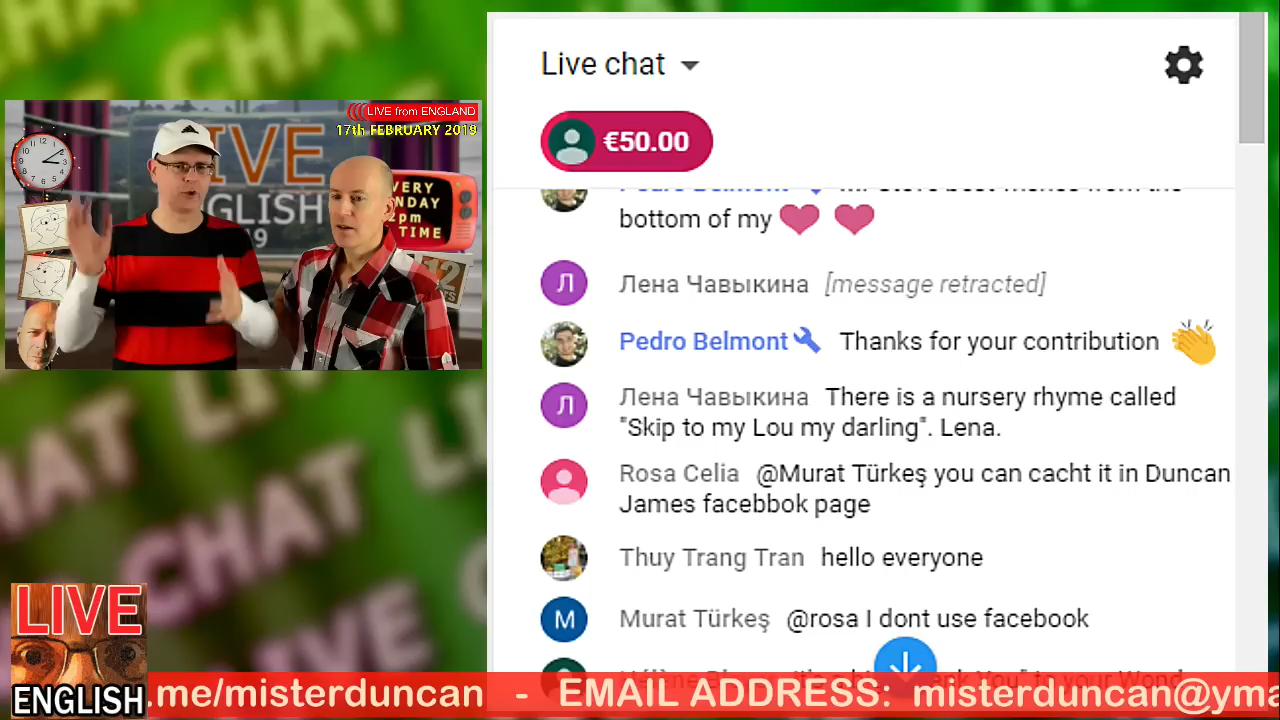 Live chat
€50.00
bottom of my
Лена Чавыкина [message retracted]
Pedro Belmont Thanks for your contribution
Лена Чавыкина There is a nursery rhyme called
"Skip to my Lou my darling". Lena.
Rosa Celia @Murat Türkeş you can cacht it in Duncan
James facebbok page
Thuy Trang Tran hello everyone
Murat Türkeş @rosa I dont use facebook
LIVE from ENGLAND
17th FEBRUARY 2019
LIVE
ENGLISH
.me/misterduncan - EMAIL ADDRESS: misterduncan@yma
LIVE
ENGLISH